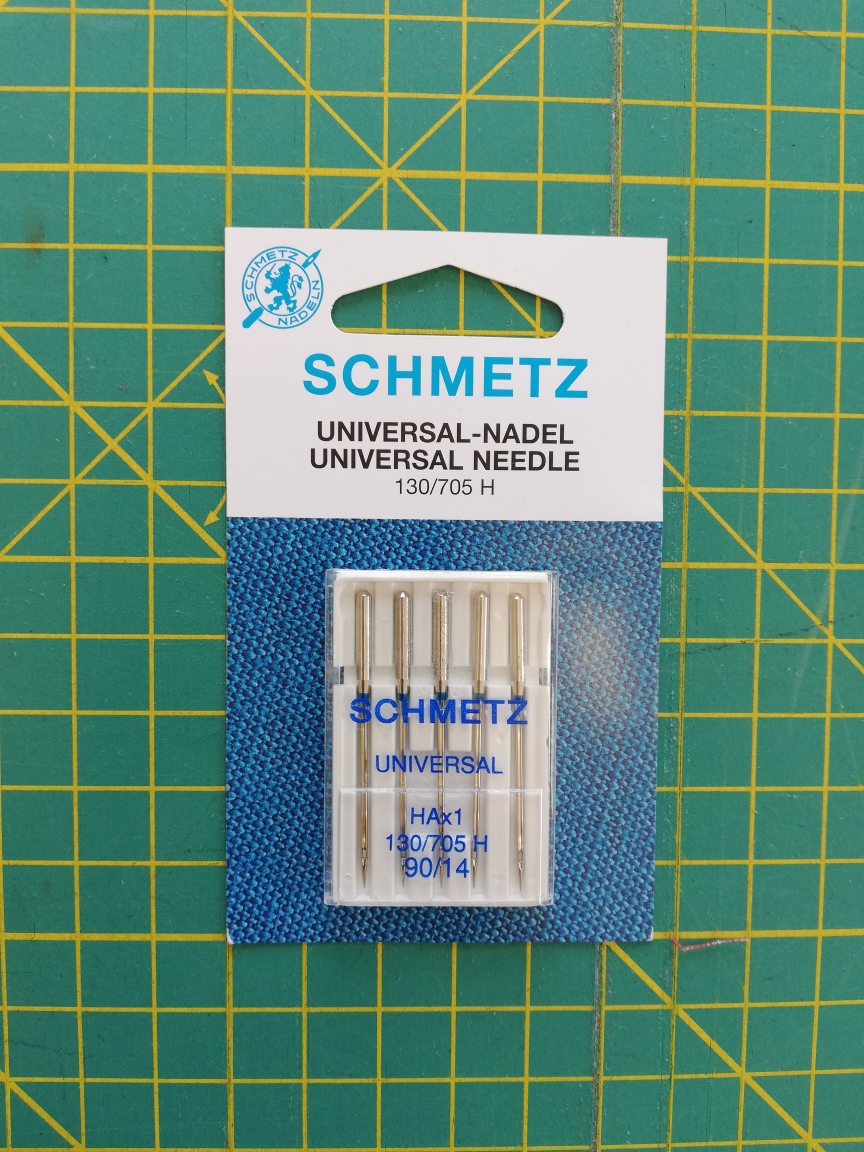 SCHMETZ
NADELN
SCHMETZ
UNIVERSAL-NADEL
UNIVERSAL NEEDLE
130/705 H
SCHMETZ
UNIVERSAL
HAx1
130/705 H
90/14